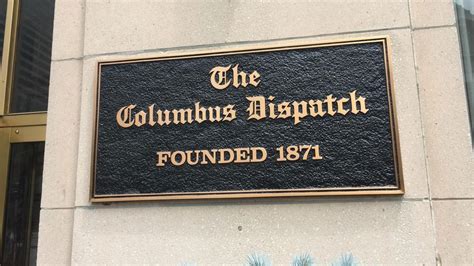 The
Columbus Dispatch
FOUNDED 1871